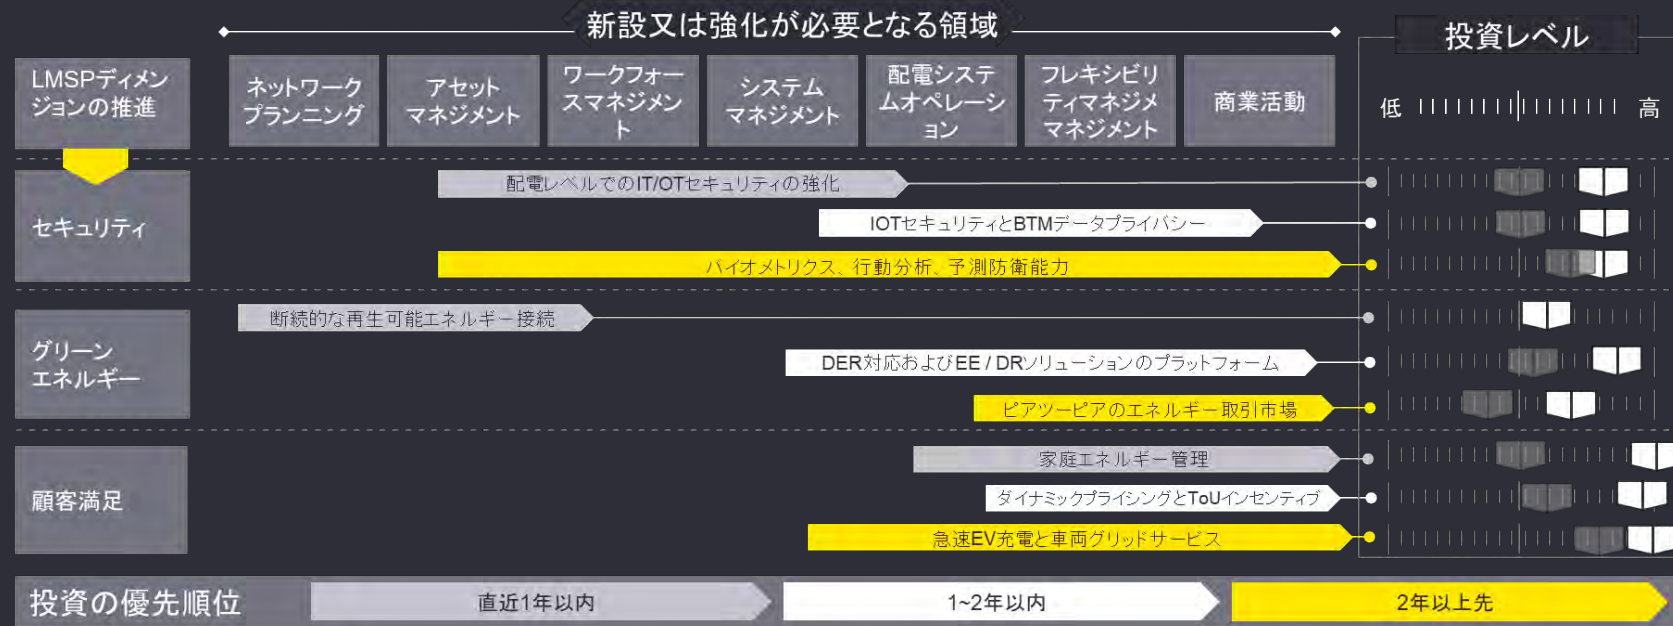 新設又は強化が必要となる領域
投資レベル
LMSPディメン
ジョンの推進
ネットワーク
プランニング
アセット
マネジメント
ワークフォー
スマネジメン
ト
システム
マネジメント
配電システ
ムオペレーシ
ョン
フレキシビリ
ティマネジメ
マネジメント
商業活動
低
高
セキュリティ
配電レベルでのIT/OTセキュリティの強化
IOTセキュリティとBTMデータプライバシー
バイオメトリクス、行動分析、予測防衛能力
グリーン
エネルギー
断続的な再生可能エネルギー接続
DER対応およびEE / DRソリューションのプラットフォーム
ピアツーピアのエネルギー取引市場
顧客満足
家庭エネルギー管理
ダイナミックプライシングとToUインセンティブ
急速EV充電と車両グリッドサービス
投資の優先順位
直近1年以内
1~2年以内
2年以上先